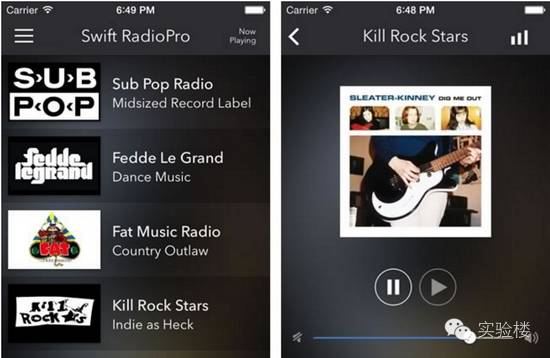 Carrier
6:49 PM
Swift RadioPro
Now
Playing
SUB
POP
Sub Pop Radio
Midsized Record Label
fedde
legrand
Fedde Le Grand
Dance Music
FAT
Fat Music Radio
Country Outlaw
KILL
ROCK STARS
Kill Rock Stars
Indie as Heck
Carrier
6:48 PM
Kill Rock Stars
SLEATER-KINNEY DIG ME OUT
实验楼